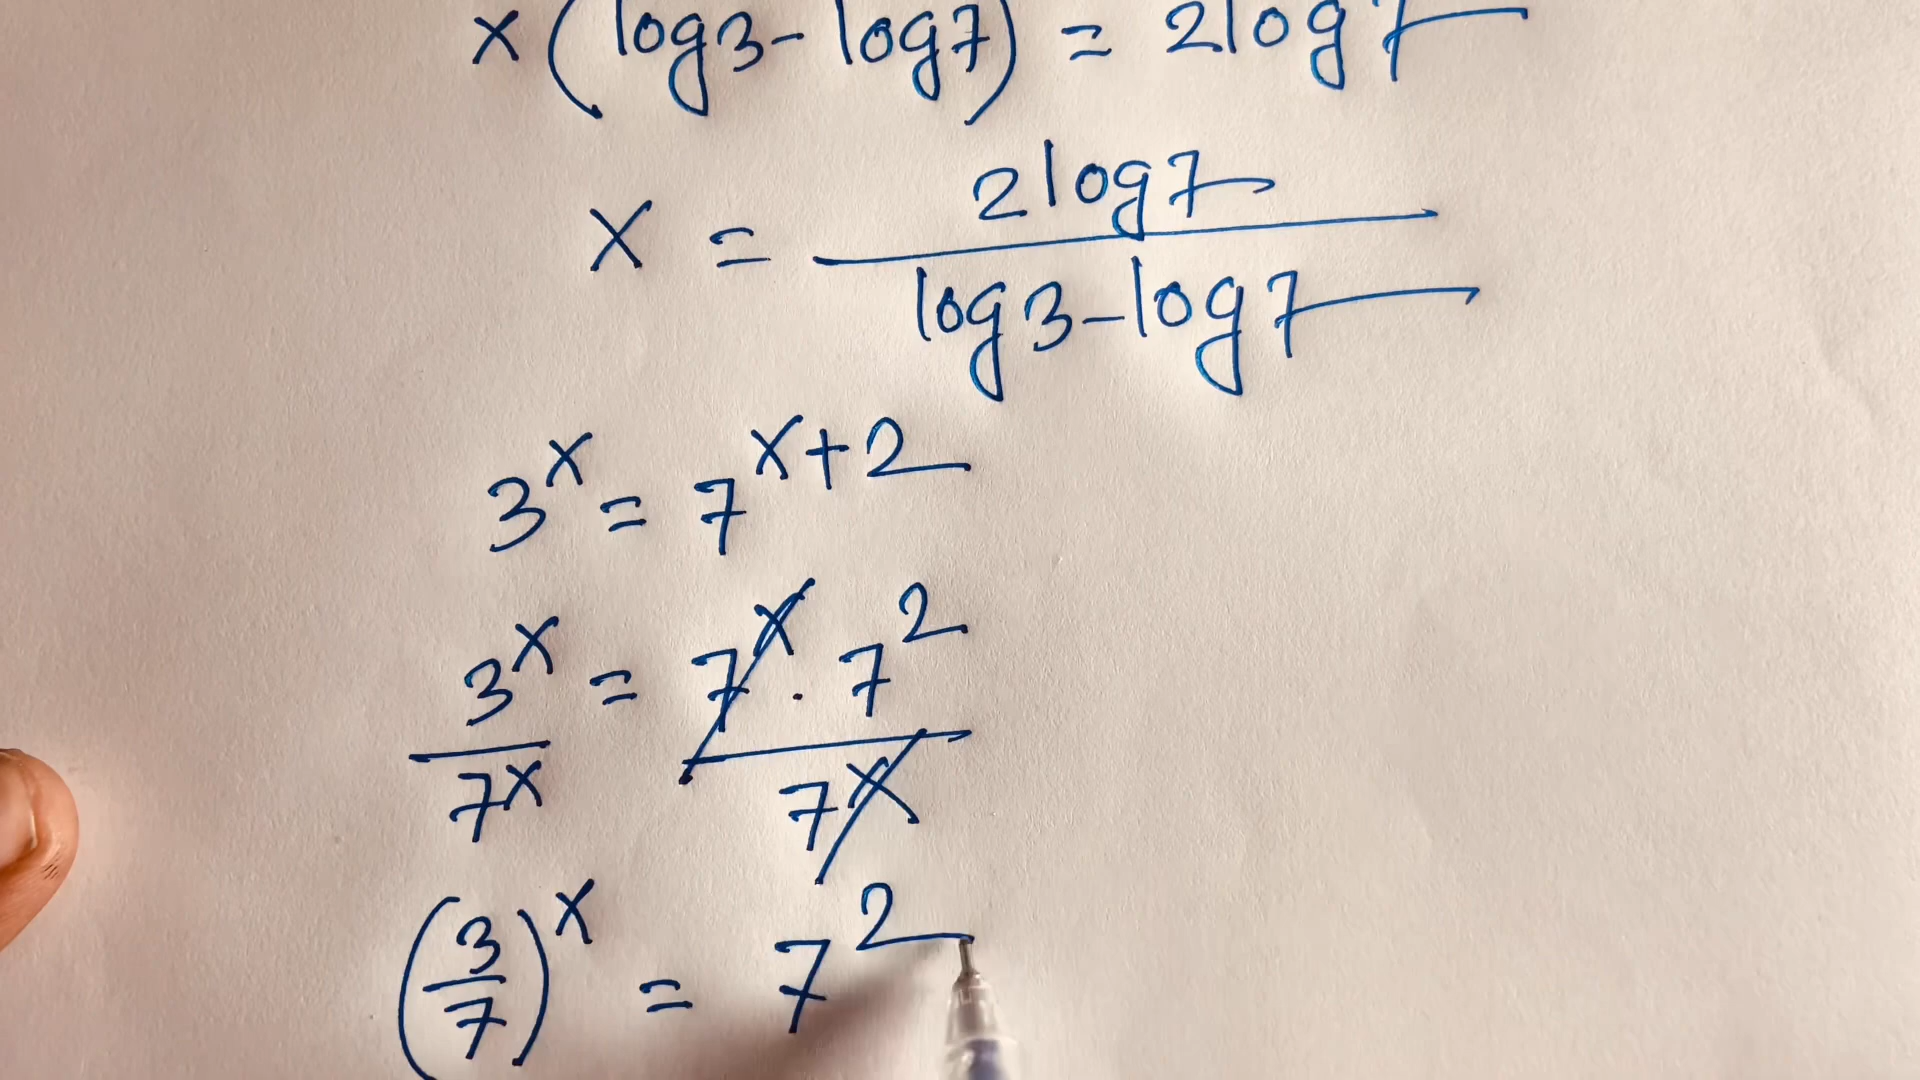 x(log3-log7) = 2log7
x = 2log7 / log3-log7
3^x = 7^x+2
3^x / 7^x = 7^x . 7^2 / 7^x
(3/7)^x = 7^2